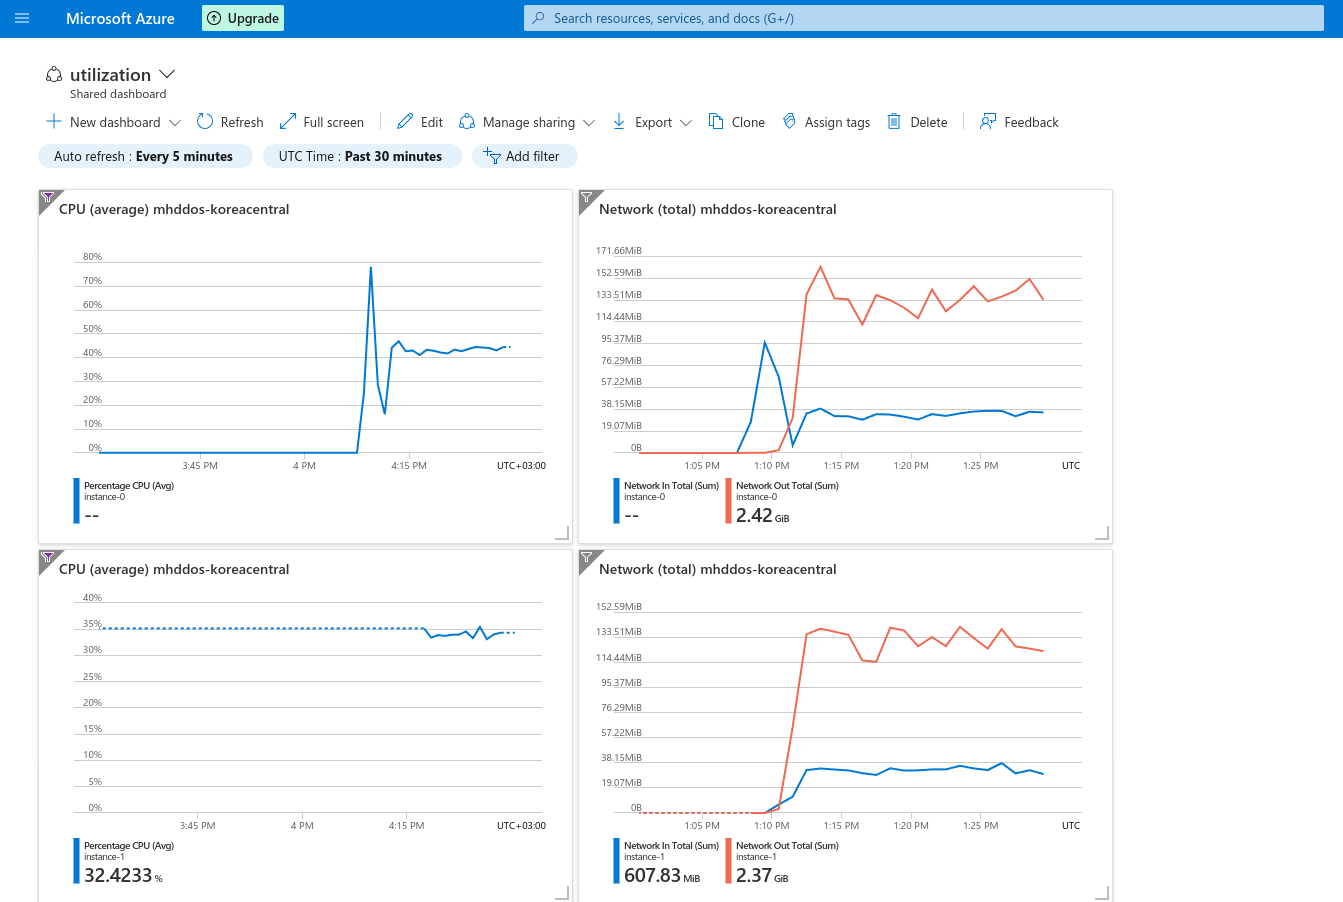 Microsoft Azure
Upgrade
Search resources, services, and docs (G+/)
utilization
Shared dashboard
New dashboard
Refresh
Full screen
Edit
Manage sharing
Export
Clone
Assign tags
Delete
Feedback
Auto refresh : Every 5 minutes
UTC Time : Past 30 minutes
Add filter
CPU (average) mhddos-koreacentral
80%
70%
60%
50%
40%
30%
20%
10%
0%
3:45 PM
4 PM
4:15 PM
UTC+03:00
Percentage CPU (Avg)
instance-0
--
Network (total) mhddos-koreacentral
171.66MiB
152.59MiB
133.51MiB
114.44MiB
95.37MiB
76.29MiB
57.22MiB
38.15MiB
19.07MiB
0B
1:05 PM
1:10 PM
1:15 PM
1:20 PM
1:25 PM
UTC
Network In Total (Sum)
instance-0
--
Network Out Total (Sum)
instance-0
2.42 GiB
CPU (average) mhddos-koreacentral
40%
35%
30%
25%
20%
15%
10%
5%
0%
3:45 PM
4 PM
4:15 PM
UTC+03:00
Percentage CPU (Avg)
instance-1
32.4233 %
Network (total) mhddos-koreacentral
152.59MiB
133.51MiB
114.44MiB
95.37MiB
76.29MiB
57.22MiB
38.15MiB
19.07MiB
0B
1:05 PM
1:10 PM
1:15 PM
1:20 PM
1:25 PM
UTC
Network In Total (Sum)
instance-1
607.83 MiB
Network Out Total (Sum)
instance-1
2.37 GiB